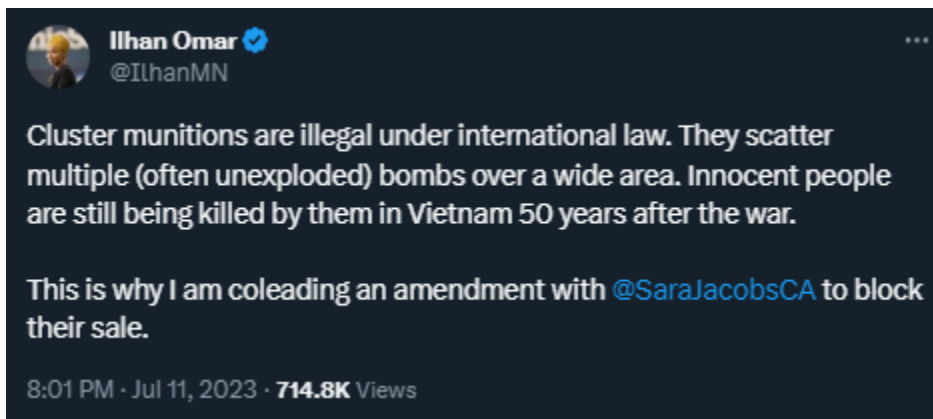 Ilhan Omar
@IlhanMN
Cluster munitions are illegal under international law. They scatter
multiple (often unexploded) bombs over a wide area. Innocent people
are still being killed by them in Vietnam 50 years after the war.
This is why I am coleading an amendment with @SaraJacobsCA to block
their sale.
8:01 PM · Jul 11, 2023 · 714.8K Views